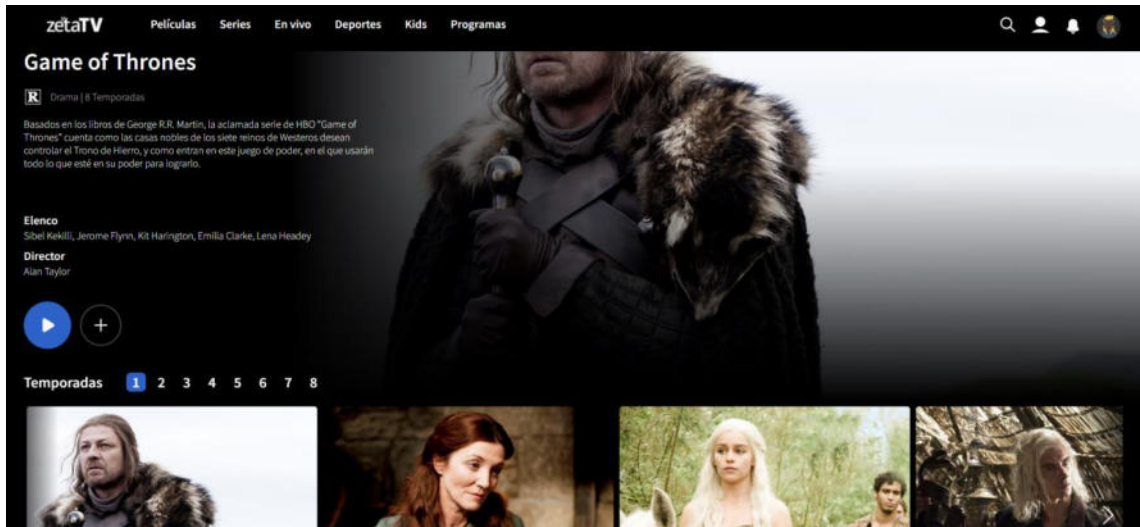 zetaTV Películas Series En vivo Deportes Kids Programas
Game of Thrones
R Drama | 8 Temporadas
Basados en los libros de George R.R. Martin, la aclamada serie de HBO "Game of
Thrones" cuenta como las casas nobles de los siete reinos de Westeros desean
controlar el Trono de Hierro, y como entran en este juego de poder, en el que usarán
todo lo que esté en su poder para lograrlo.
Elenco
Sibel Kekilli, Jerome Flynn, Kit Harington, Emilia Clarke, Lena Headey
Director
Alan Taylor
Temporadas 1 2 3 4 5 6 7 8